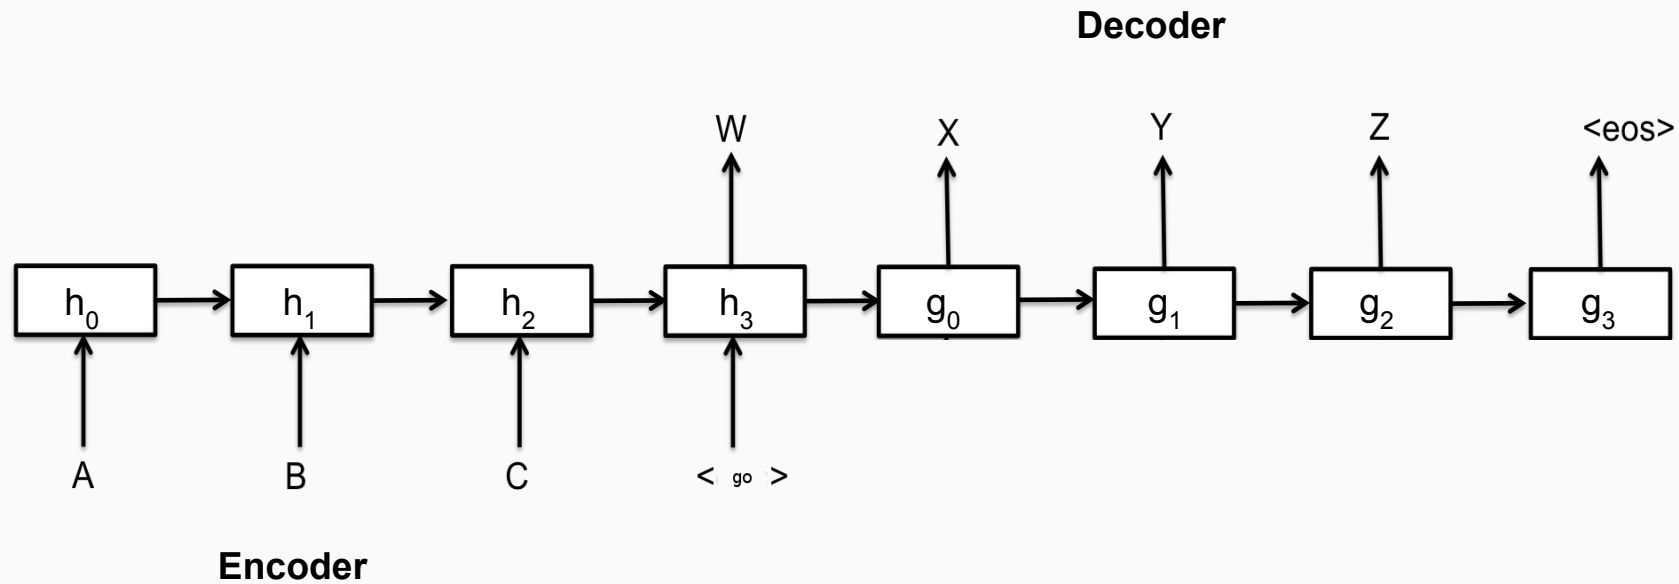 Decoder
W X Y Z <eos>
h0 h1 h2 h3 g0 g1 g2 g3
A B C < go >
Encoder